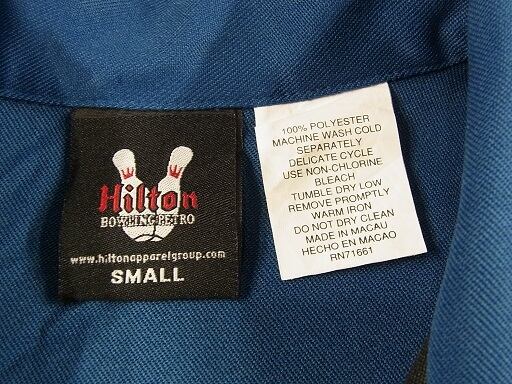 Hilton
BOWLING RETRO
www.hiltonapparelgroup.com
SMALL
100% POLYESTER
MACHINE WASH COLD
SEPARATELY
DELICATE CYCLE
USE NON-CHLORINE
BLEACH
TUMBLE DRY LOW
REMOVE PROMPTLY
WARM IRON
DO NOT DRY CLEAN
MADE IN MACAU
HECHO EN MACAO
RN71661